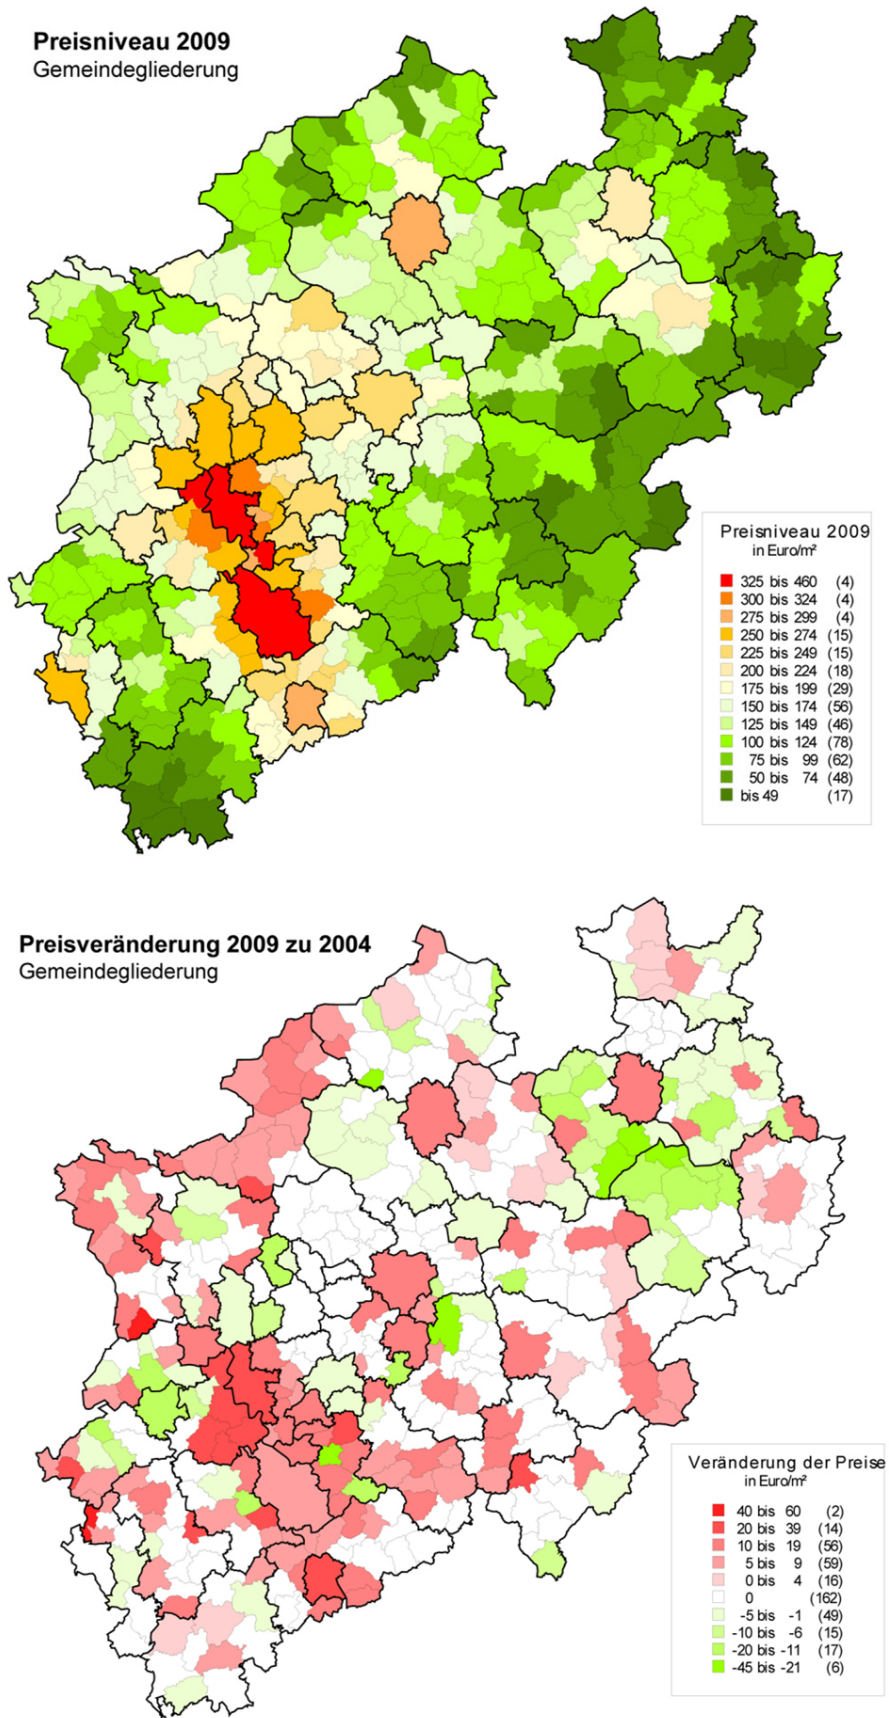 Preisniveau 2009
Gemeindegliederung
Preisniveau 2009
in Euro/m²
325 bis 460 (4)
300 bis 324 (4)
275 bis 299 (4)
250 bis 274 (15)
225 bis 249 (15)
200 bis 224 (18)
175 bis 199 (29)
150 bis 174 (56)
125 bis 149 (46)
100 bis 124 (78)
75 bis 99 (62)
50 bis 74 (48)
bis 49 (17)
Preisveränderung 2009 zu 2004
Gemeindegliederung
Veränderung der Preise
in Euro/m²
40 bis 60 (2)
20 bis 39 (14)
10 bis 19 (56)
5 bis 9 (59)
0 bis 4 (16)
0 (162)
-5 bis -1 (49)
-10 bis -6 (15)
-20 bis -11 (17)
-45 bis -21 (6)